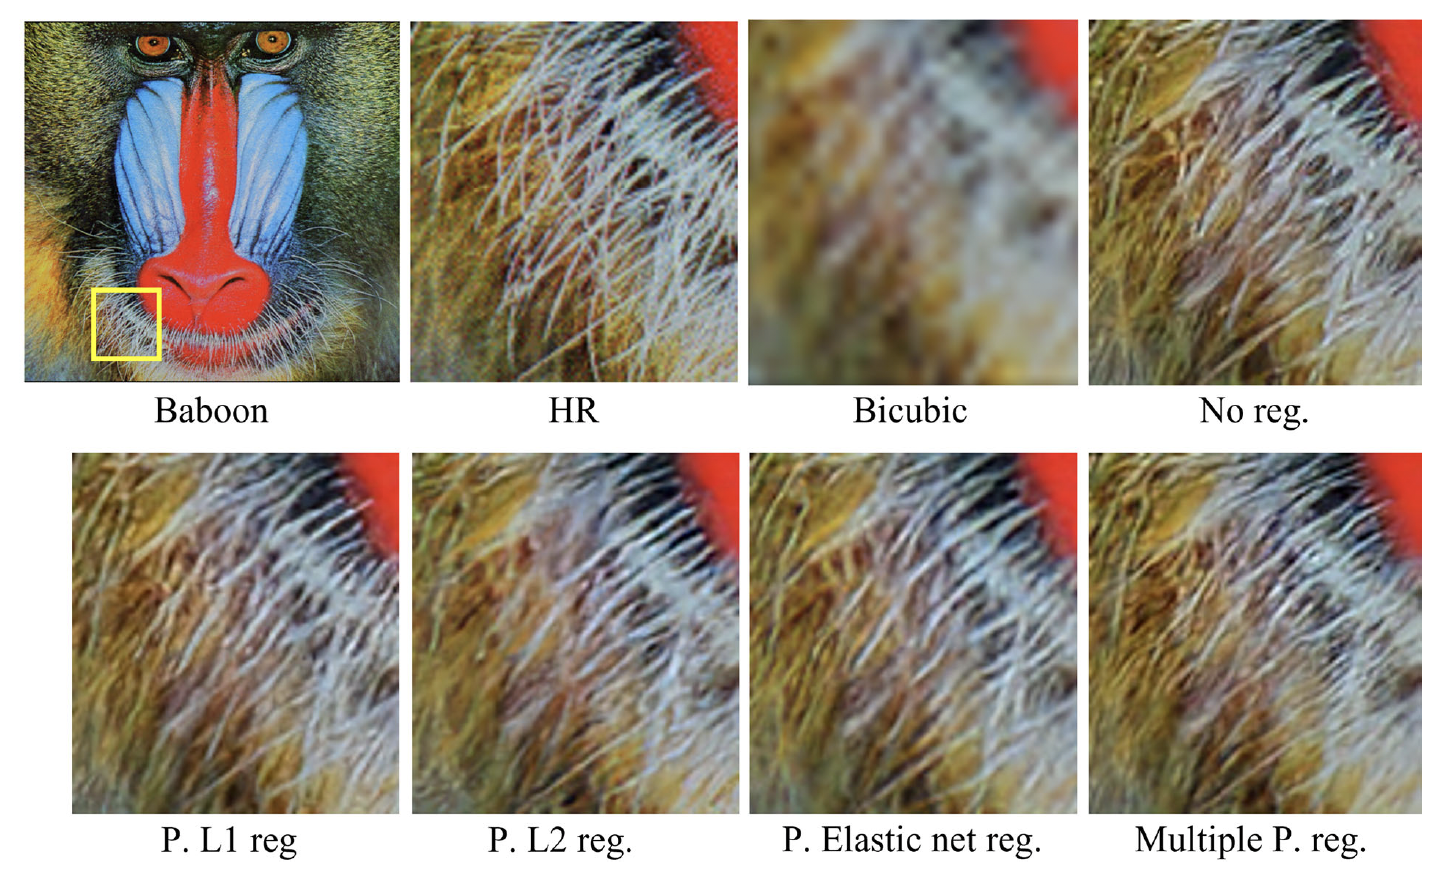 Baboon
HR
Bicubic
No reg.
P. L1 reg
P. L2 reg.
P. Elastic net reg.
Multiple P. reg.